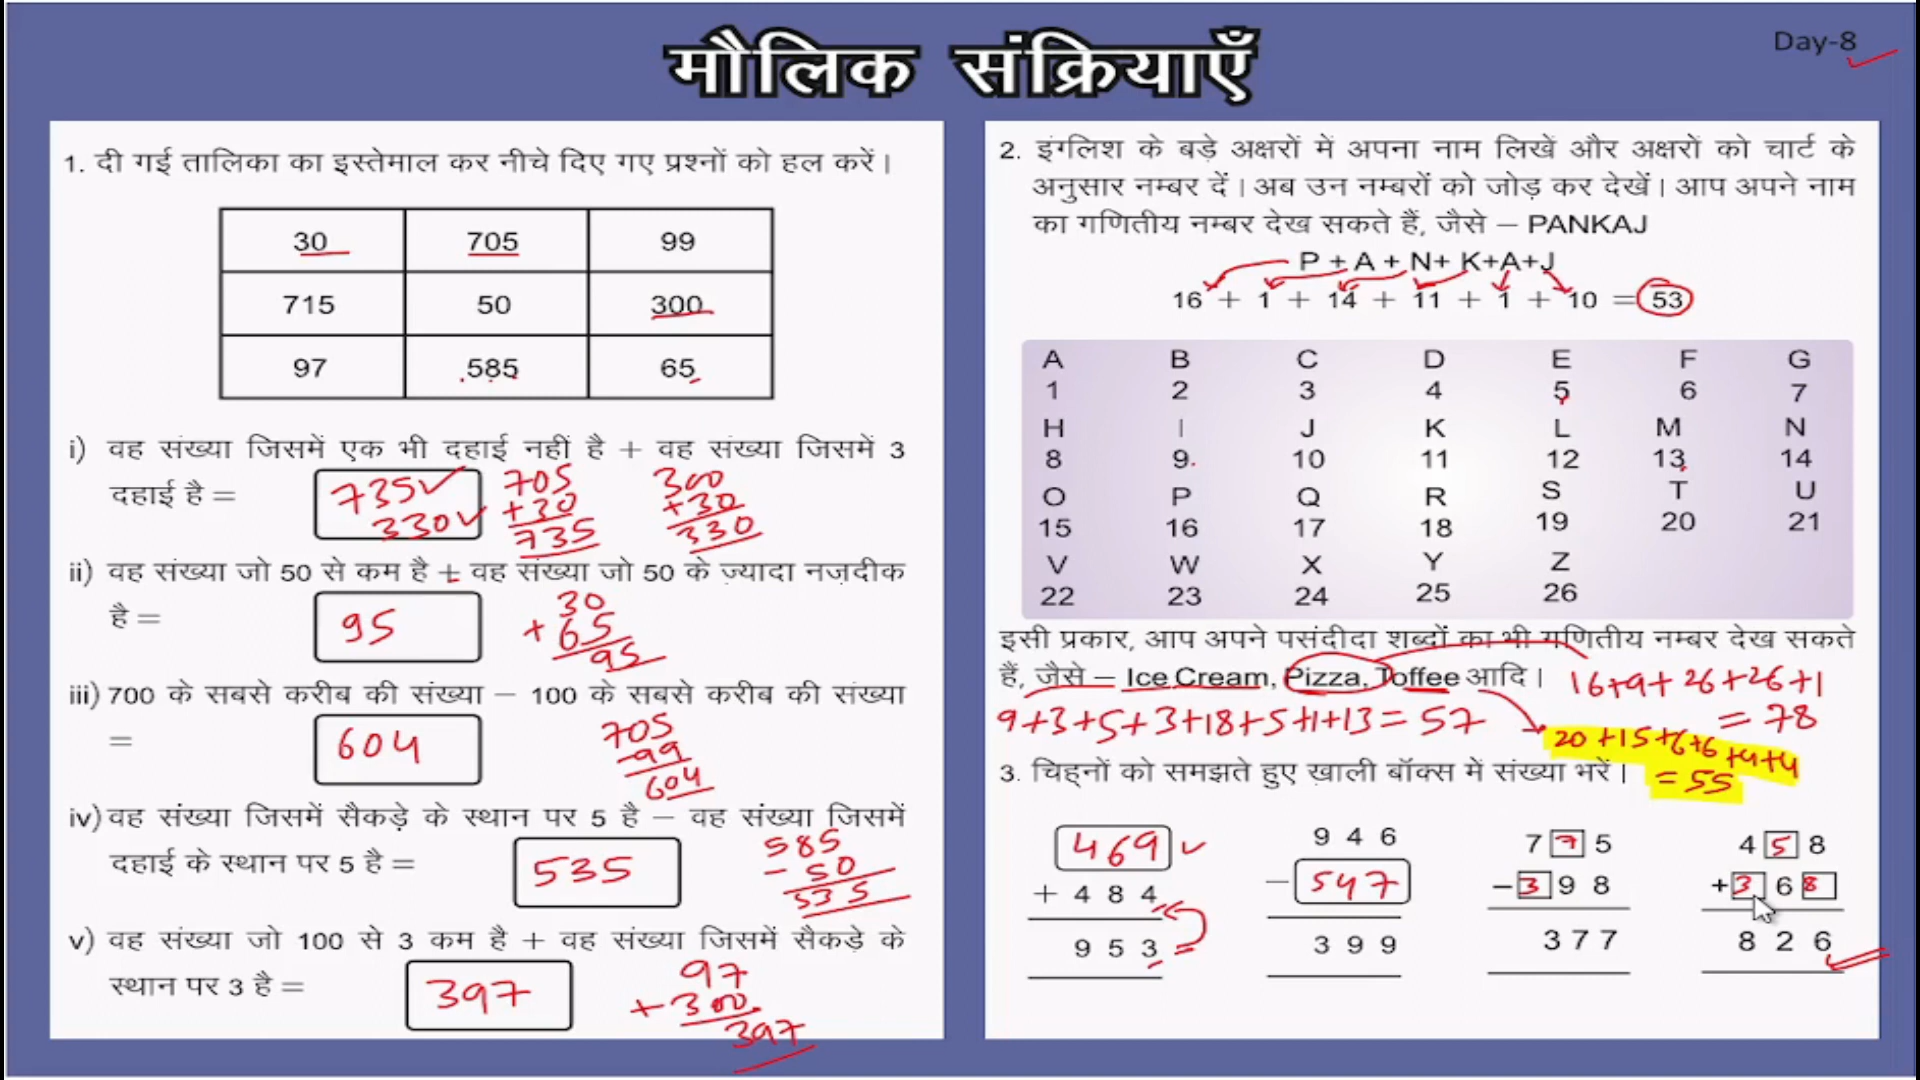 मौलिक संक्रियाएँ
Day-8
1. दी गई तालिका का इस्तेमाल कर नीचे दिए गए प्रश्नों को हल करें।
30 705 99
715 50 300
97 585 65
i) वह संख्या जिसमें एक भी दहाई नहीं है + वह संख्या जिसमें 3
दहाई है =
735
330
705
+30
735
300
+30
330
ii) वह संख्या जो 50 से कम है + वह संख्या जो 50 के ज़्यादा नज़दीक
है =
95
30
+ 65
95
iii) 700 के सबसे करीब की संख्या – 100 के सबसे करीब की संख्या
=
604
705
-99
604
iv) वह संख्या जिसमें सैकड़े के स्थान पर 5 है – वह संख्या जिसमें
दहाई के स्थान पर 5 है =
535
585
- 50
535
v) वह संख्या जो 100 से 3 कम है + वह संख्या जिसमें सैकड़े के
स्थान पर 3 है =
397
97
+300
397
2. इंग्लिश के बड़े अक्षरों में अपना नाम लिखें और अक्षरों को चार्ट के
अनुसार नम्बर दें। अब उन नम्बरों को जोड़ कर देखें। आप अपने नाम
का गणितीय नम्बर देख सकते हैं, जैसे – PANKAJ
P + A + N+ K+A+J
16 + 1 + 14 + 11 + 1 + 10 = 53
A B C D E F G
1 2 3 4 5 6 7
H I J K L M N
8 9 10 11 12 13 14
O P Q R S T U
15 16 17 18 19 20 21
V W X Y Z
22 23 24 25 26
इसी प्रकार, आप अपने पसंदीदा शब्दों का भी गणितीय नम्बर देख सकते
हैं, जैसे – Ice Cream, Pizza, Toffee आदि।
16+9+26+26+1
= 78
9+3+5+3+18+5+1+13=57
20+15+6+6+4+4
= 55
3. चिह्नों को समझते हुए ख़ाली बॉक्स में संख्या भरें।
469
+ 4 8 4
9 5 3
9 4 6
– 547
3 9 9
7 7 5
– 3 9 8
3 7 7
4 5 8
+ 3 6 8
8 2 6